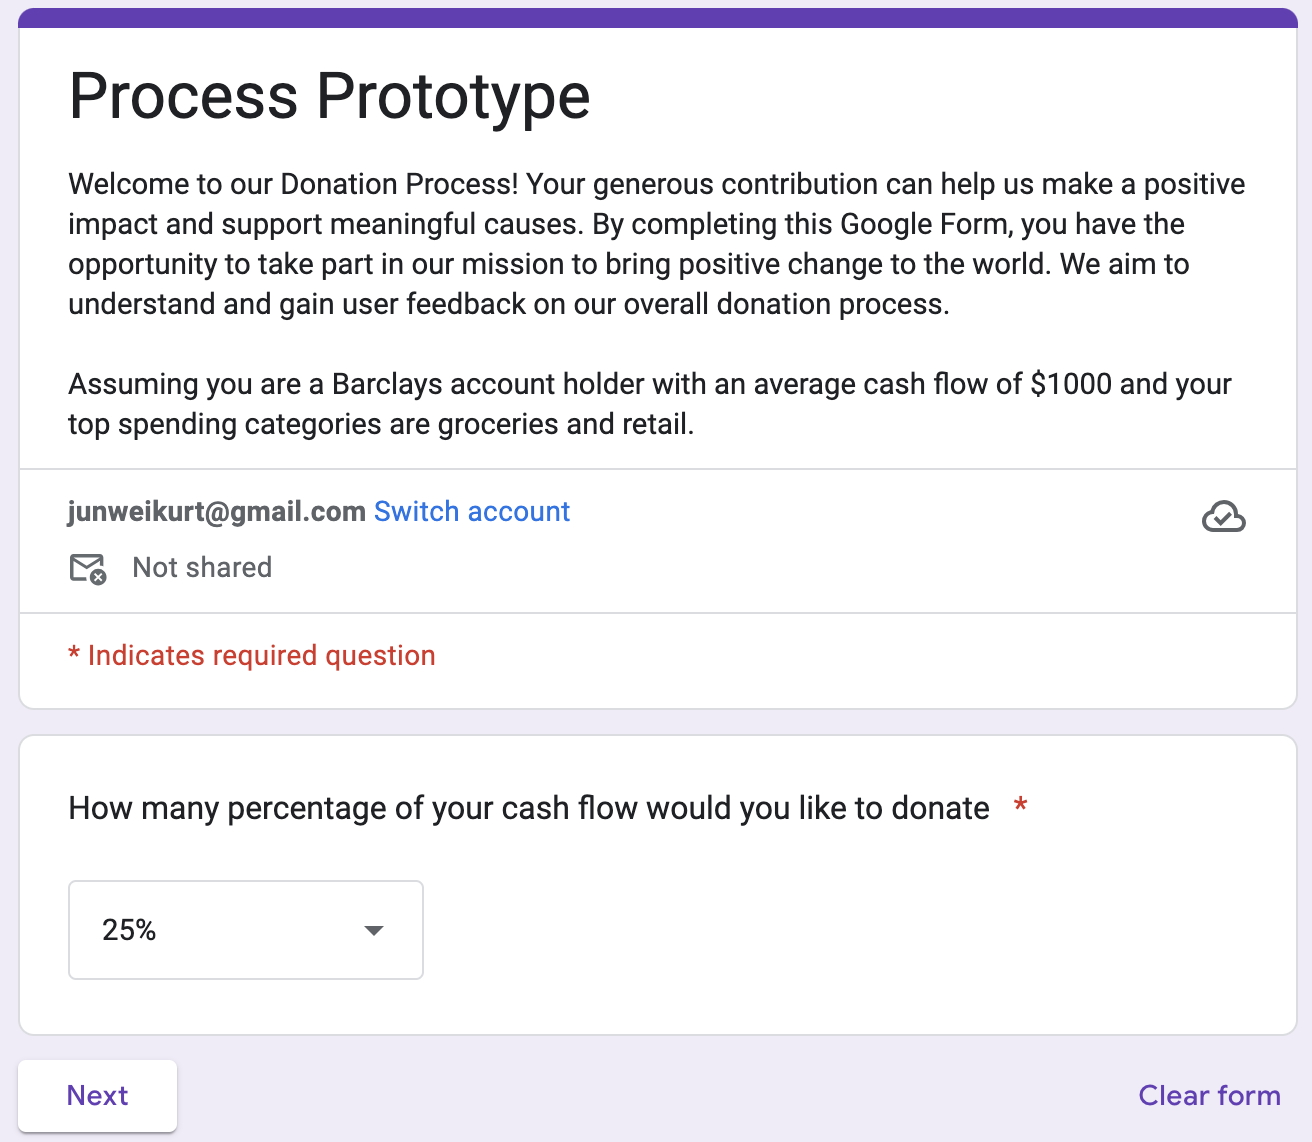 Process Prototype
Welcome to our Donation Process! Your generous contribution can help us make a positive
impact and support meaningful causes. By completing this Google Form, you have the
opportunity to take part in our mission to bring positive change to the world. We aim to
understand and gain user feedback on our overall donation process.
Assuming you are a Barclays account holder with an average cash flow of $1000 and your
top spending categories are groceries and retail.
junweikurt@gmail.com Switch account
Not shared
* Indicates required question
How many percentage of your cash flow would you like to donate *
25%
Next
Clear form